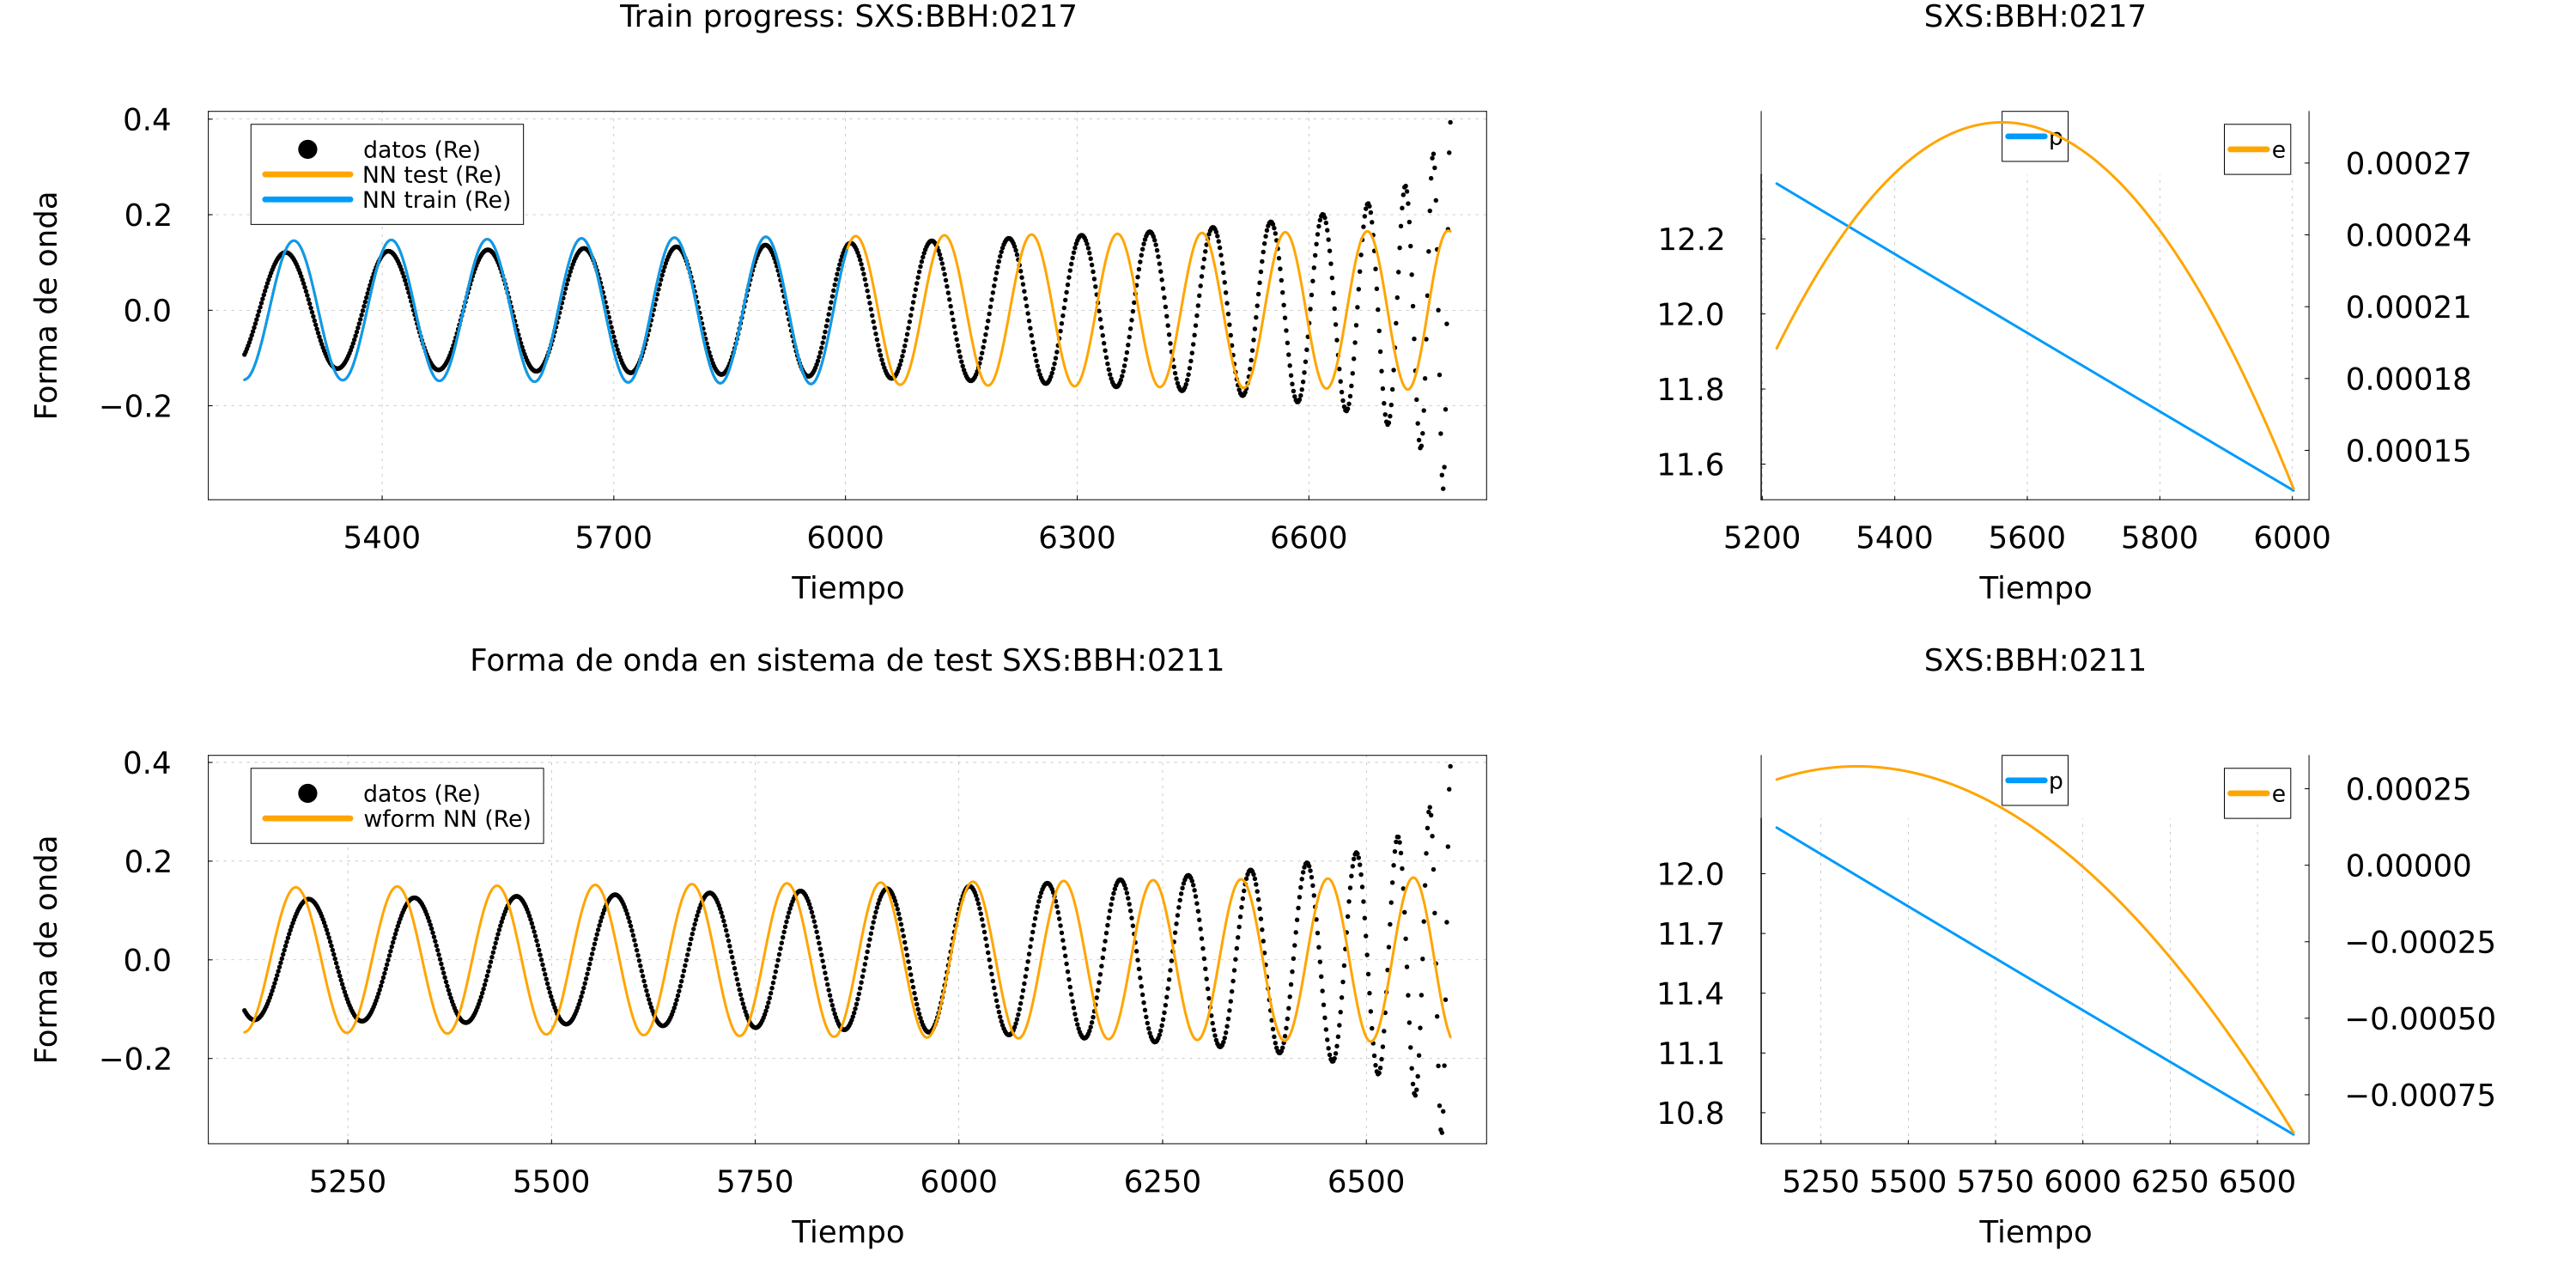 Train progress: SXS:BBH:0217
datos (Re)
NN test (Re)
NN train (Re)
0.4
0.2
0.0
−0.2
Forma de onda
5400 5700 6000 6300 6600
Tiempo
SXS:BBH:0217
p
e
12.2
12.0
11.8
11.6
0.00027
0.00024
0.00021
0.00018
0.00015
5200 5400 5600 5800 6000
Tiempo
Forma de onda en sistema de test SXS:BBH:0211
datos (Re)
wform NN (Re)
0.4
0.2
0.0
−0.2
Forma de onda
5250 5500 5750 6000 6250 6500
Tiempo
SXS:BBH:0211
p
e
12.0
11.7
11.4
11.1
10.8
0.00025
0.00000
−0.00025
−0.00050
−0.00075
5250 5500 5750 6000 6250 6500
Tiempo